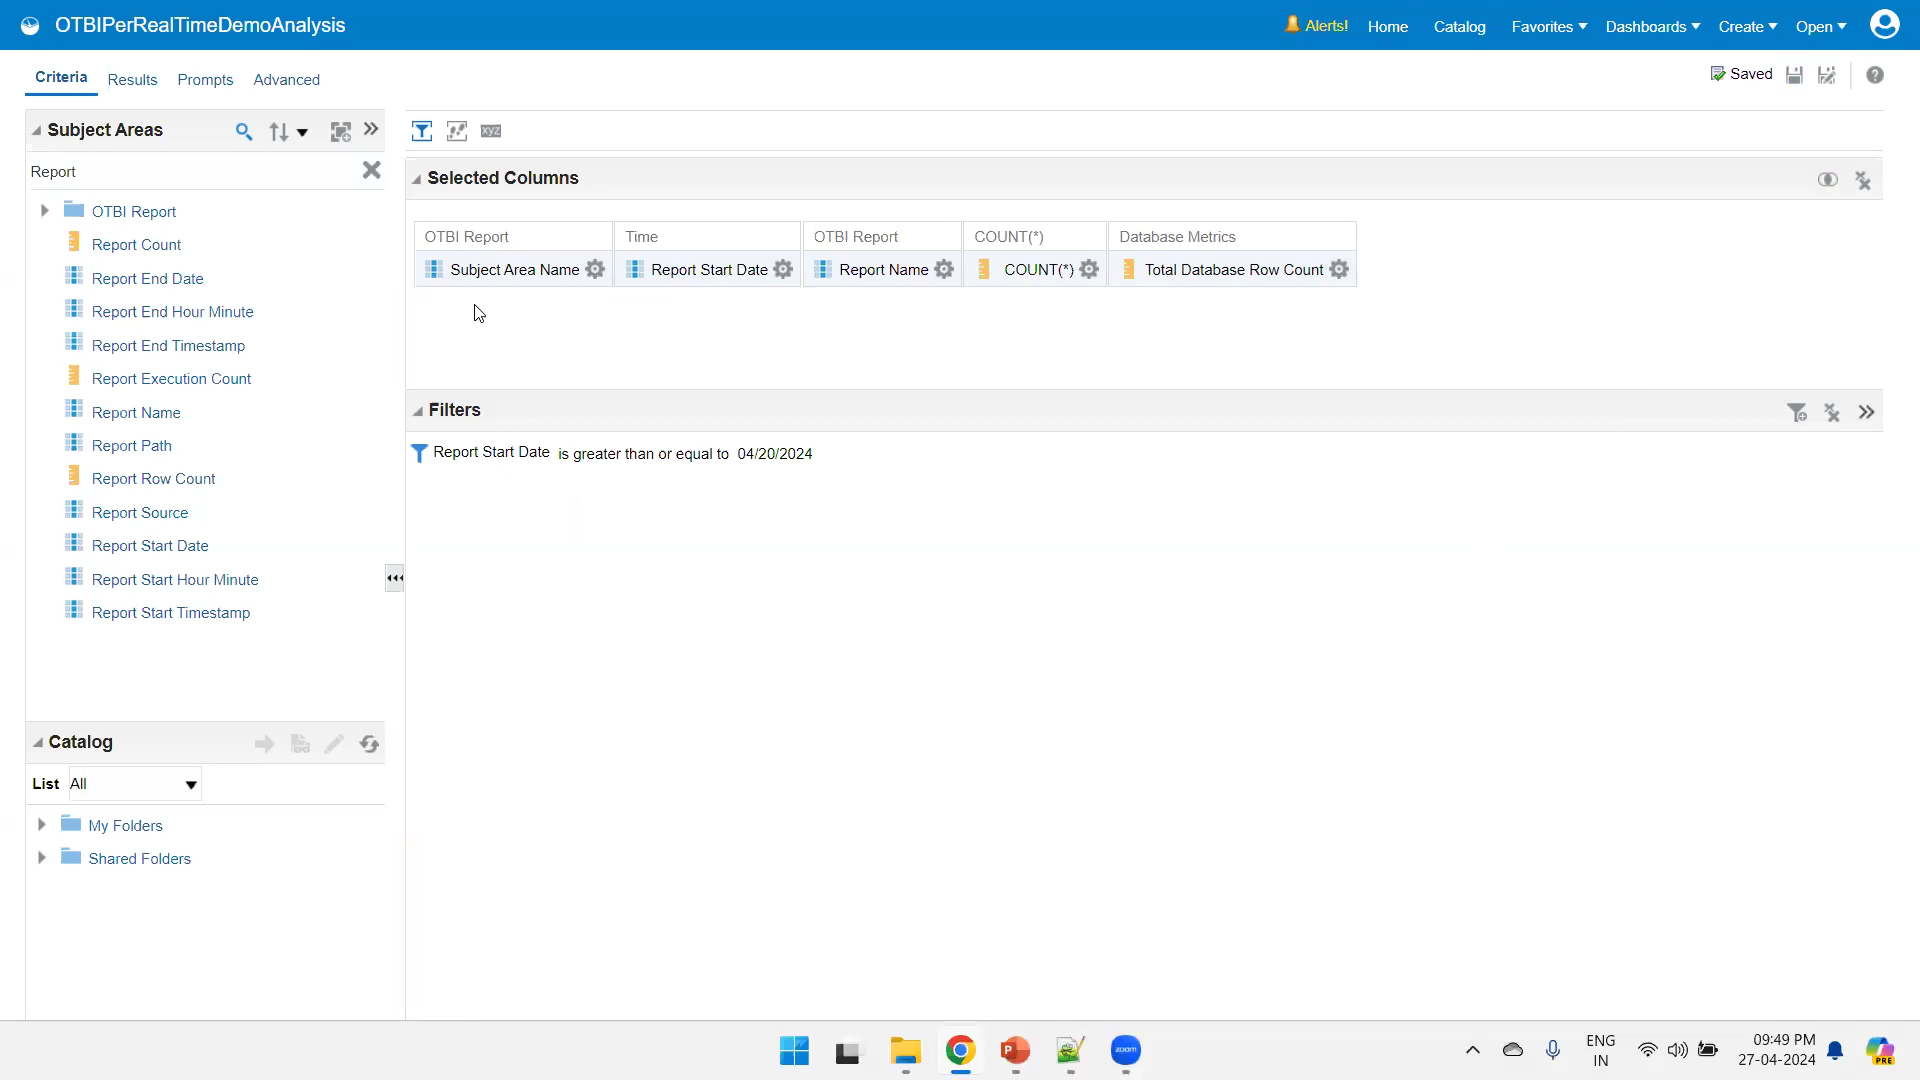 OTBIPerRealTimeDemoAnalysis
Alerts! Home Catalog Favorites Dashboards Create Open
Criteria Results Prompts Advanced
Saved
Subject Areas
Report
OTBI Report
Report Count
Report End Date
Report End Hour Minute
Report End Timestamp
Report Execution Count
Report Name
Report Path
Report Row Count
Report Source
Report Start Date
Report Start Hour Minute
Report Start Timestamp
Catalog
List All
My Folders
Shared Folders
xyz
Selected Columns
OTBI Report Time OTBI Report COUNT(*) Database Metrics
Subject Area Name Report Start Date Report Name COUNT(*) Total Database Row Count
Filters
Report Start Date is greater than or equal to 04/20/2024
zoom
ENG
IN
09:49 PM
27-04-2024
PRE